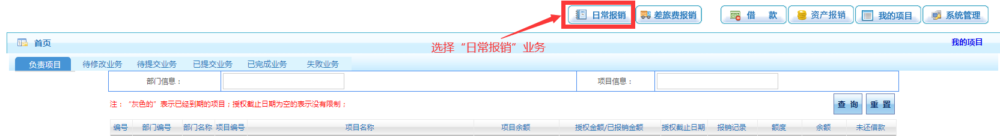 日常报销 差旅费报销 借 款 资产报销 我的项目 系统管理
首页 选择“日常报销”业务 我的项目
负责项目 待修改业务 待提交业务 已提交业务 已完成业务 失败业务
部门信息： 项目信息：
注：“灰色的”表示已经到期的项目；授权截止日期为空的表示没有限制； 查 询 重 置
编号 部门编号 部门名称 项目编号 项目名称 项目余额 授权金额/已报销金额 授权截止日期 报销记录 额度 余额 未还借款